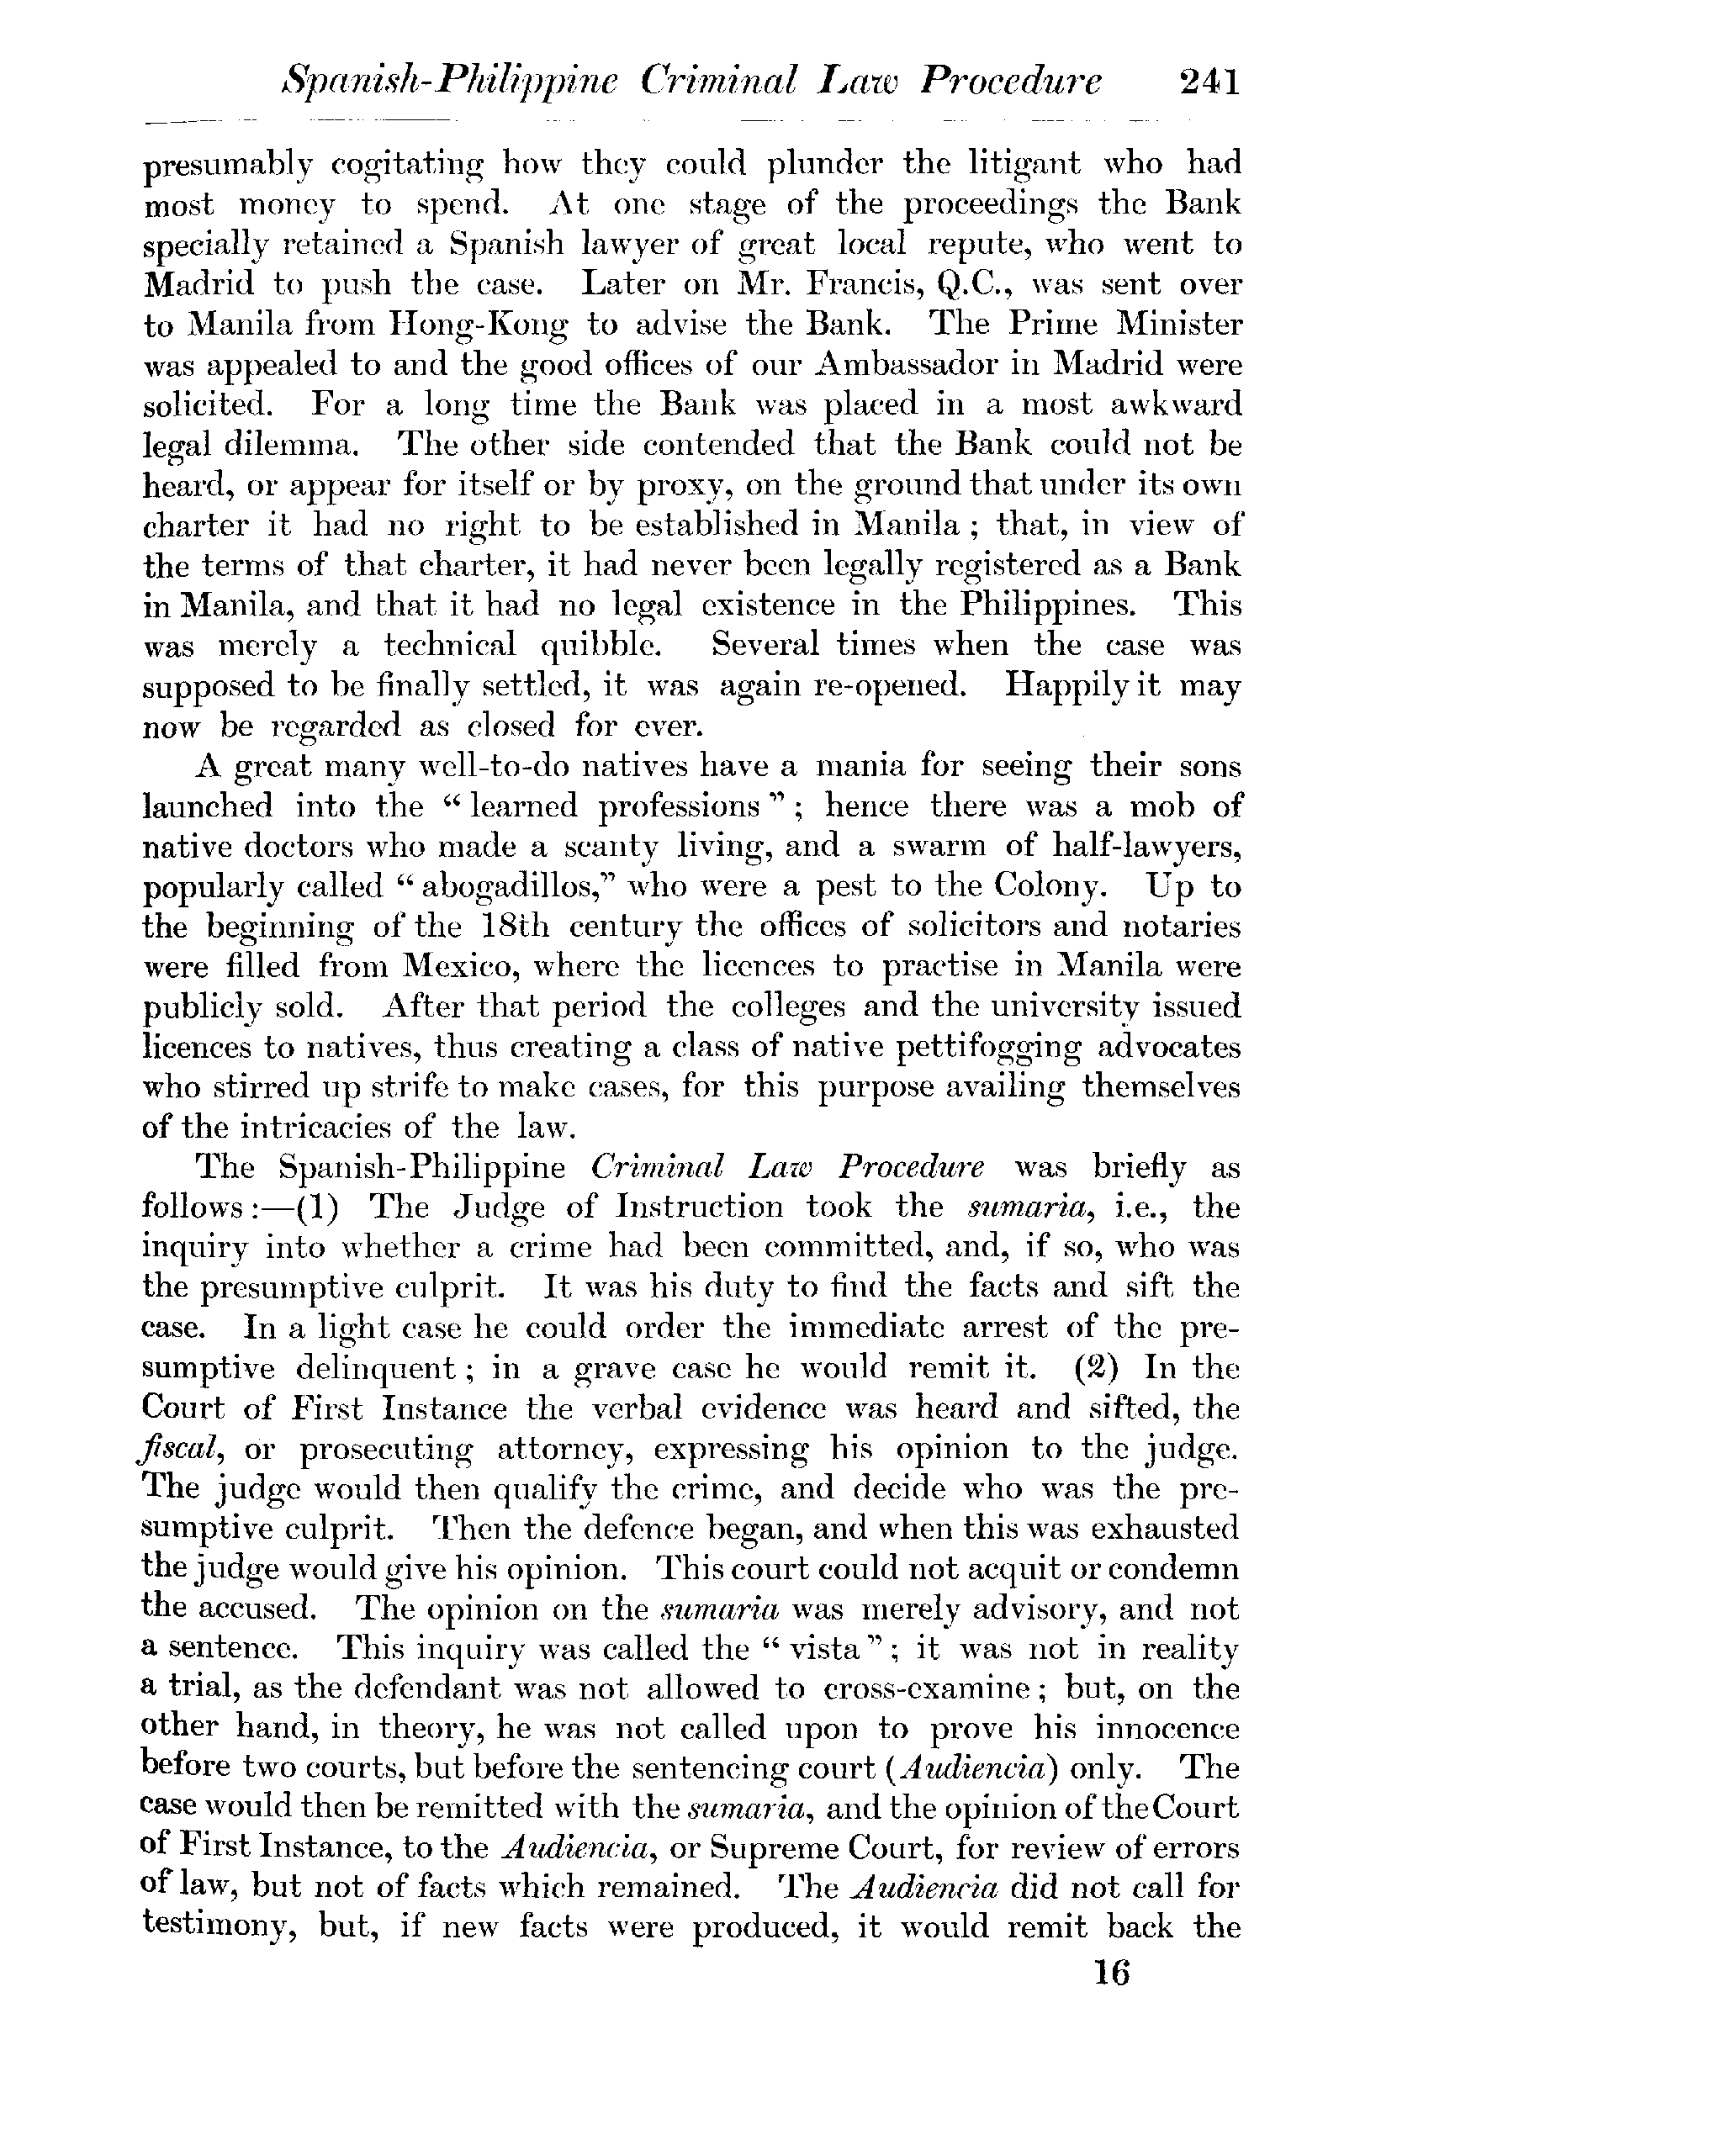 Spanish-Philippine Criminal Law Procedure 241
presumably cogitating how they could plunder the litigant who had
most money to spend. At one stage of the proceedings the Bank
specially retained a Spanish lawyer of great local repute, who went to
Madrid to push the case. Later on Mr. Francis, Q.C., was sent over
to Manila from Hong-Kong to advise the Bank. The Prime Minister
was appealed to and the good offices of our Ambassador in Madrid were
solicited. For a long time the Bank was placed in a most awkward
legal dilemma. The other side contended that the Bank could not be
heard, or appear for itself or by proxy, on the ground that under its own
charter it had no right to be established in Manila ; that, in view of
the terms of that charter, it had never been legally registered as a Bank
in Manila, and that it had no legal existence in the Philippines. This
was merely a technical quibble. Several times when the case was
supposed to be finally settled, it was again re-opened. Happily it may
now be regarded as closed for ever.
A great many well-to-do natives have a mania for seeing their sons
launched into the “ learned professions ” ; hence there was a mob of
native doctors who made a scanty living, and a swarm of half-lawyers,
popularly called “ abogadillos,” who were a pest to the Colony. Up to
the beginning of the 18th century the offices of solicitors and notaries
were filled from Mexico, where the licences to practise in Manila were
publicly sold. After that period the colleges and the university issued
licences to natives, thus creating a class of native pettifogging advocates
who stirred up strife to make cases, for this purpose availing themselves
of the intricacies of the law.
The Spanish-Philippine Criminal Law Procedure was briefly as
follows :—(1) The Judge of Instruction took the sumaria, i.e., the
inquiry into whether a crime had been committed, and, if so, who was
the presumptive culprit. It was his duty to find the facts and sift the
case. In a light case he could order the immediate arrest of the pre-
sumptive delinquent ; in a grave case he would remit it. (2) In the
Court of First Instance the verbal evidence was heard and sifted, the
fiscal, or prosecuting attorney, expressing his opinion to the judge.
The judge would then qualify the crime, and decide who was the pre-
sumptive culprit. Then the defence began, and when this was exhausted
the judge would give his opinion. This court could not acquit or condemn
the accused. The opinion on the sumaria was merely advisory, and not
a sentence. This inquiry was called the “ vista ” ; it was not in reality
a trial, as the defendant was not allowed to cross-examine ; but, on the
other hand, in theory, he was not called upon to prove his innocence
before two courts, but before the sentencing court (Audiencia) only. The
case would then be remitted with the sumaria, and the opinion of the Court
of First Instance, to the Audiencia, or Supreme Court, for review of errors
of law, but not of facts which remained. The Audiencia did not call for
testimony, but, if new facts were produced, it would remit back the
16